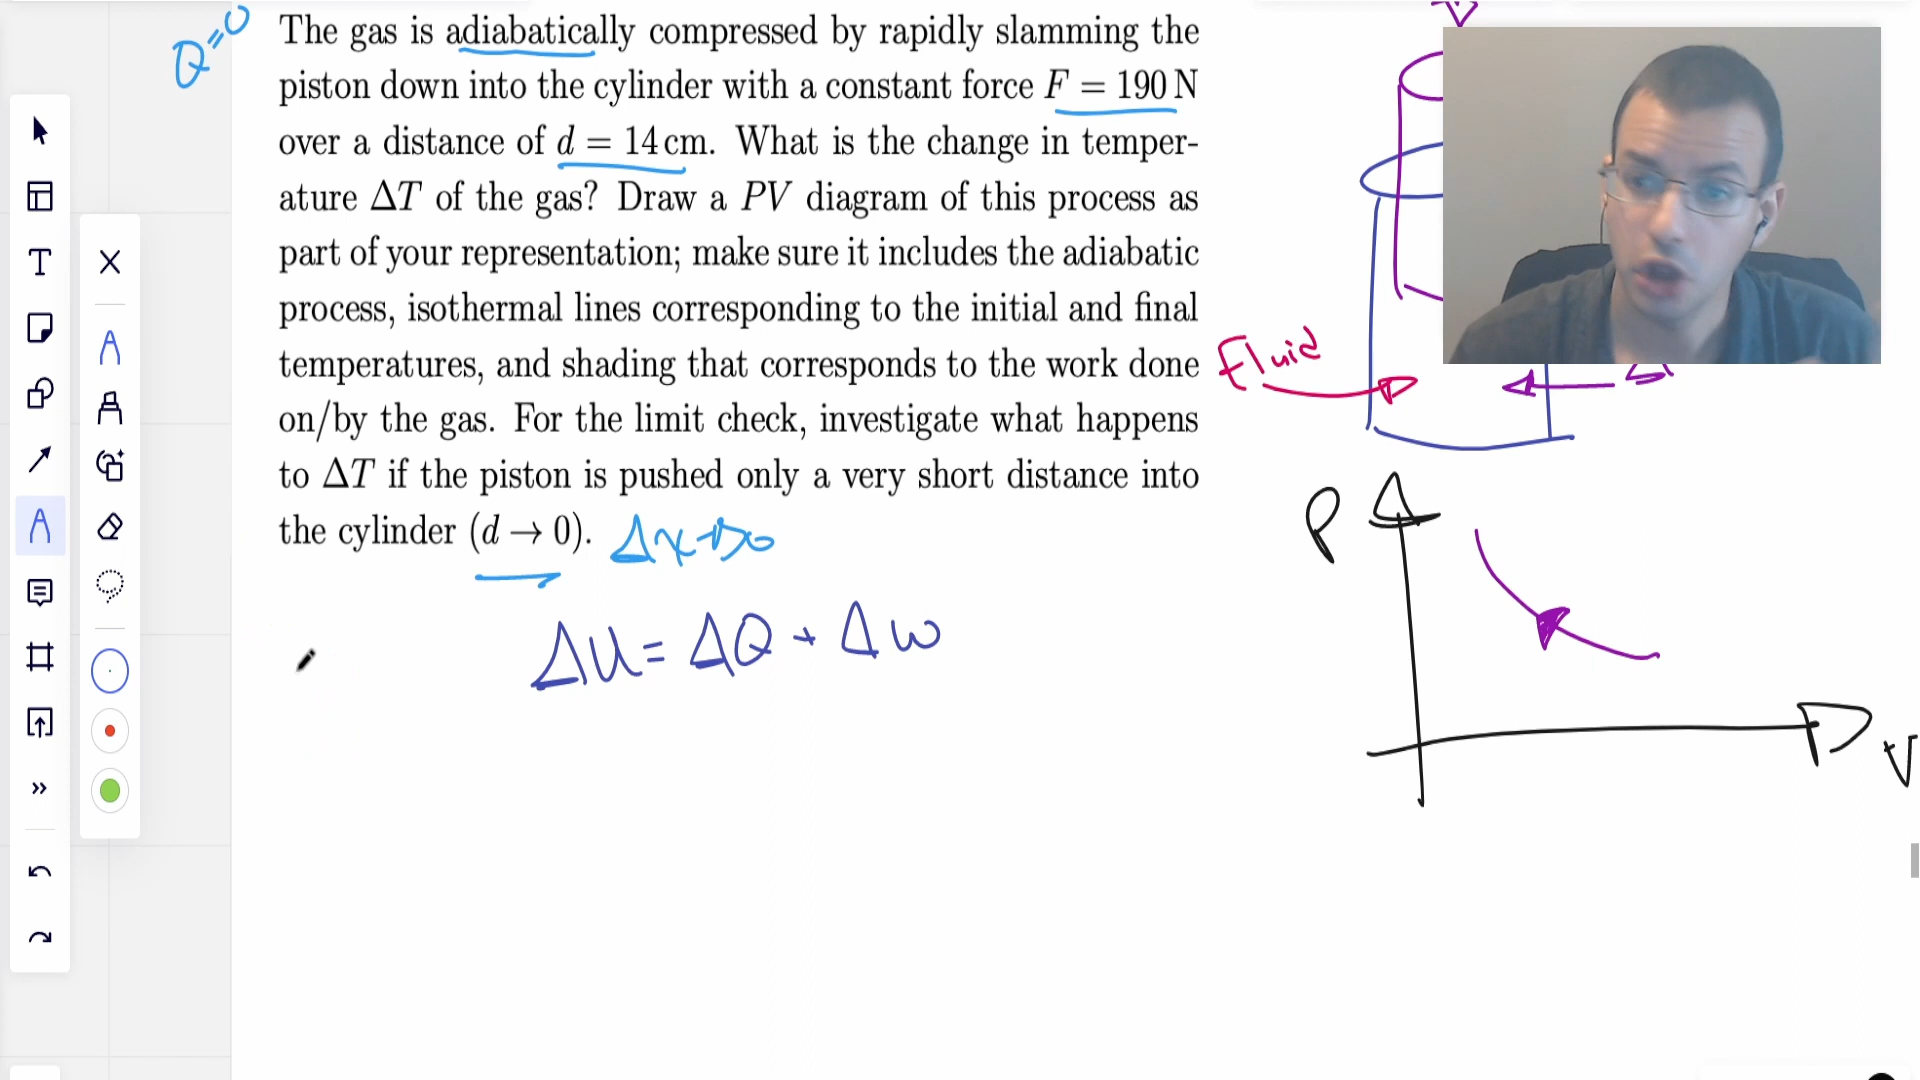 Q=0
The gas is adiabatically compressed by rapidly slamming the
piston down into the cylinder with a constant force F = 190 N
over a distance of d = 14 cm. What is the change in temper-
ature ΔT of the gas? Draw a PV diagram of this process as
part of your representation; make sure it includes the adiabatic
process, isothermal lines corresponding to the initial and final
temperatures, and shading that corresponds to the work done
on/by the gas. For the limit check, investigate what happens
to ΔT if the piston is pushed only a very short distance into
the cylinder (d → 0). Δx→0
ΔU = ΔQ + Δw
Fluid
P
V